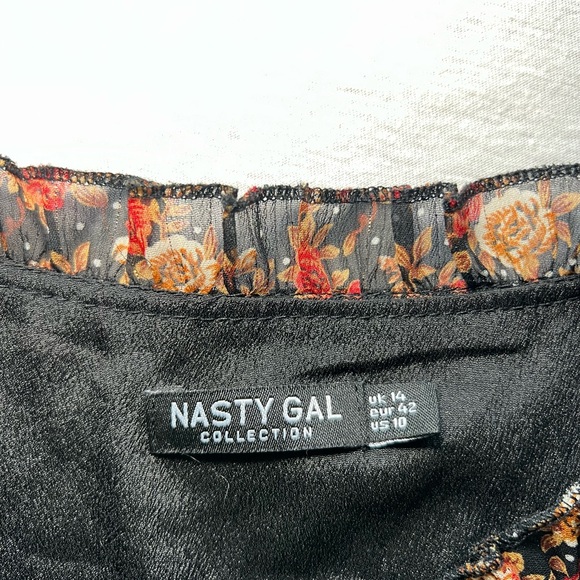 NASTY GAL
COLLECTION
uk 14
eur 42
us 10